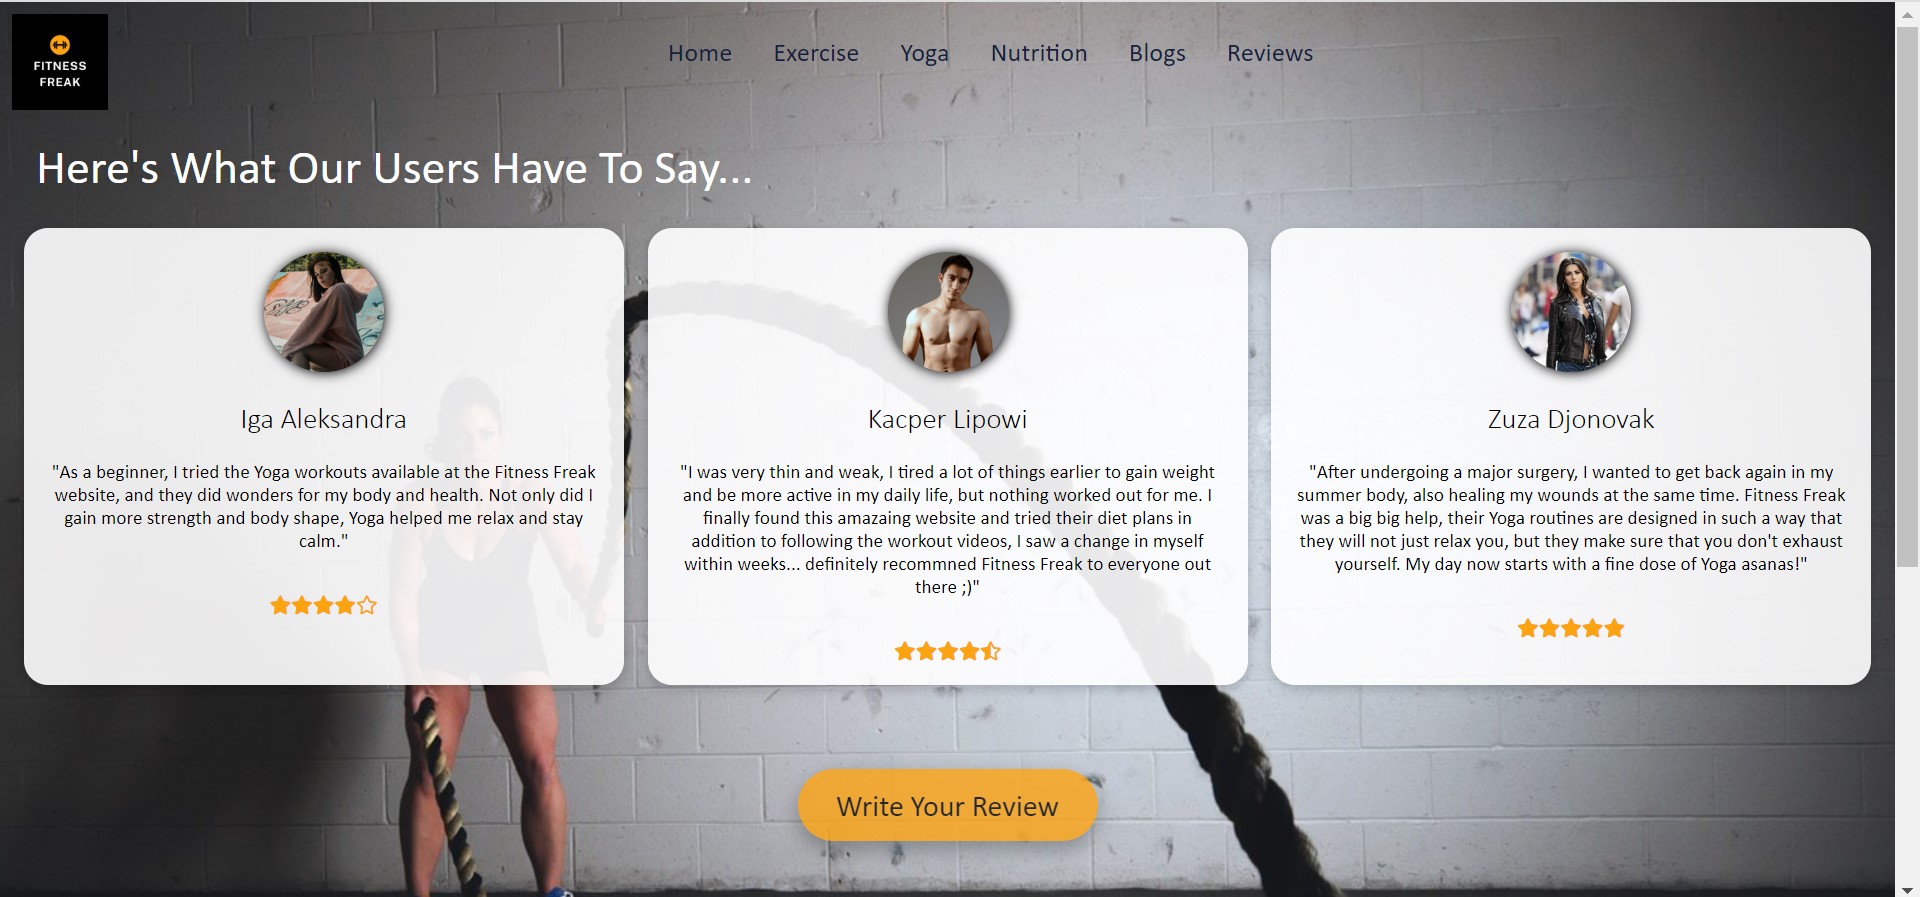 FITNESS
FREAK
Home Exercise Yoga Nutrition Blogs Reviews
Here's What Our Users Have To Say...
Iga Aleksandra
"As a beginner, I tried the Yoga workouts available at the Fitness Freak
website, and they did wonders for my body and health. Not only did I
gain more strength and body shape, Yoga helped me relax and stay
calm."
Kacper Lipowi
"I was very thin and weak, I tired a lot of things earlier to gain weight
and be more active in my daily life, but nothing worked out for me. I
finally found this amazaing website and tried their diet plans in
addition to following the workout videos, I saw a change in myself
within weeks... definitely recommned Fitness Freak to everyone out
there ;)"
Zuza Djonovak
"After undergoing a major surgery, I wanted to get back again in my
summer body, also healing my wounds at the same time. Fitness Freak
was a big big help, their Yoga routines are designed in such a way that
they will not just relax you, but they make sure that you don't exhaust
yourself. My day now starts with a fine dose of Yoga asanas!"
Write Your Review